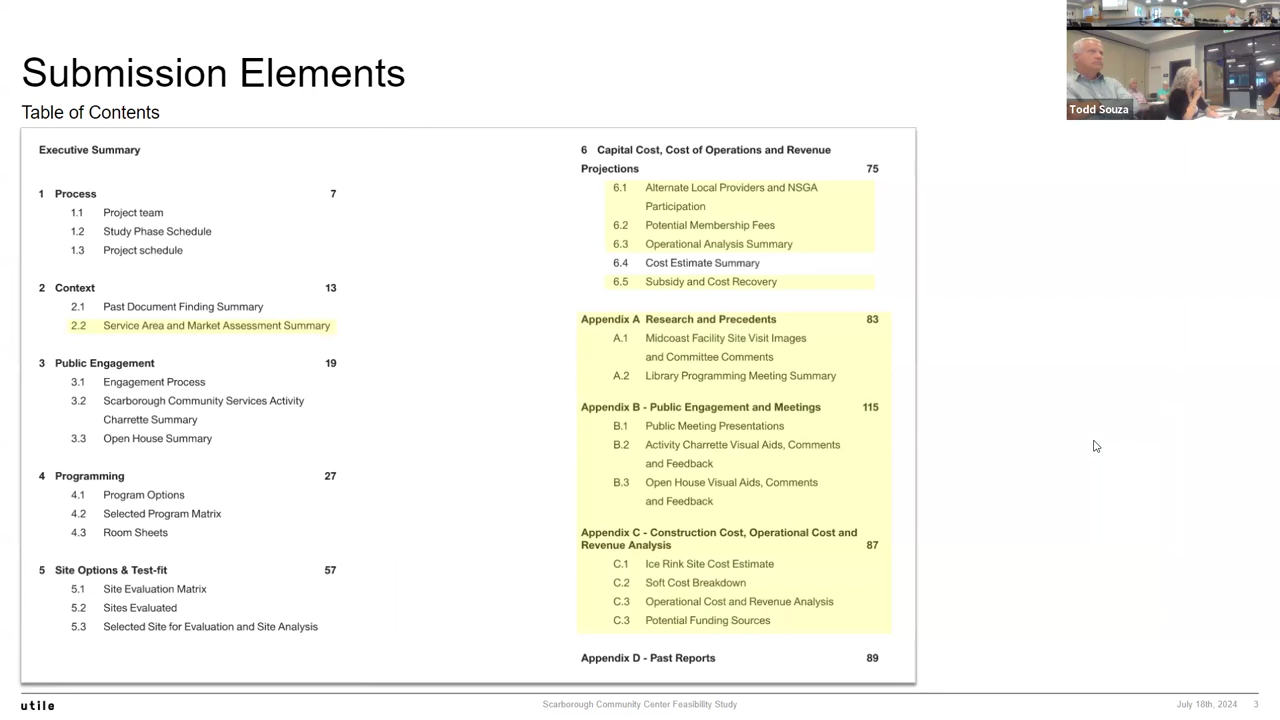 Submission Elements
Table of Contents
Executive Summary
1 Process 7
1.1 Project team
1.2 Study Phase Schedule
1.3 Project schedule
2 Context 13
2.1 Past Document Finding Summary
2.2 Service Area and Market Assessment Summary
3 Public Engagement 19
3.1 Engagement Process
3.2 Scarborough Community Services Activity
Charrette Summary
3.3 Open House Summary
4 Programming 27
4.1 Program Options
4.2 Selected Program Matrix
4.3 Room Sheets
5 Site Options & Test-fit 57
5.1 Site Evaluation Matrix
5.2 Sites Evaluated
5.3 Selected Site for Evaluation and Site Analysis
6 Capital Cost, Cost of Operations and Revenue
Projections 75
6.1 Alternate Local Providers and NSGA
Participation
6.2 Potential Membership Fees
6.3 Operational Analysis Summary
6.4 Cost Estimate Summary
6.5 Subsidy and Cost Recovery
Appendix A Research and Precedents 83
A.1 Midcoast Facility Site Visit Images
and Committee Comments
A.2 Library Programming Meeting Summary
Appendix B - Public Engagement and Meetings 115
B.1 Public Meeting Presentations
B.2 Activity Charrette Visual Aids, Comments
and Feedback
B.3 Open House Visual Aids, Comments
and Feedback
Appendix C - Construction Cost, Operational Cost and
Revenue Analysis 87
C.1 Ice Rink Site Cost Estimate
C.2 Soft Cost Breakdown
C.3 Operational Cost and Revenue Analysis
C.3 Potential Funding Sources
Appendix D - Past Reports 89
Todd Souza
utile
Scarborough Community Center Feasibility Study
July 18th, 2024 3